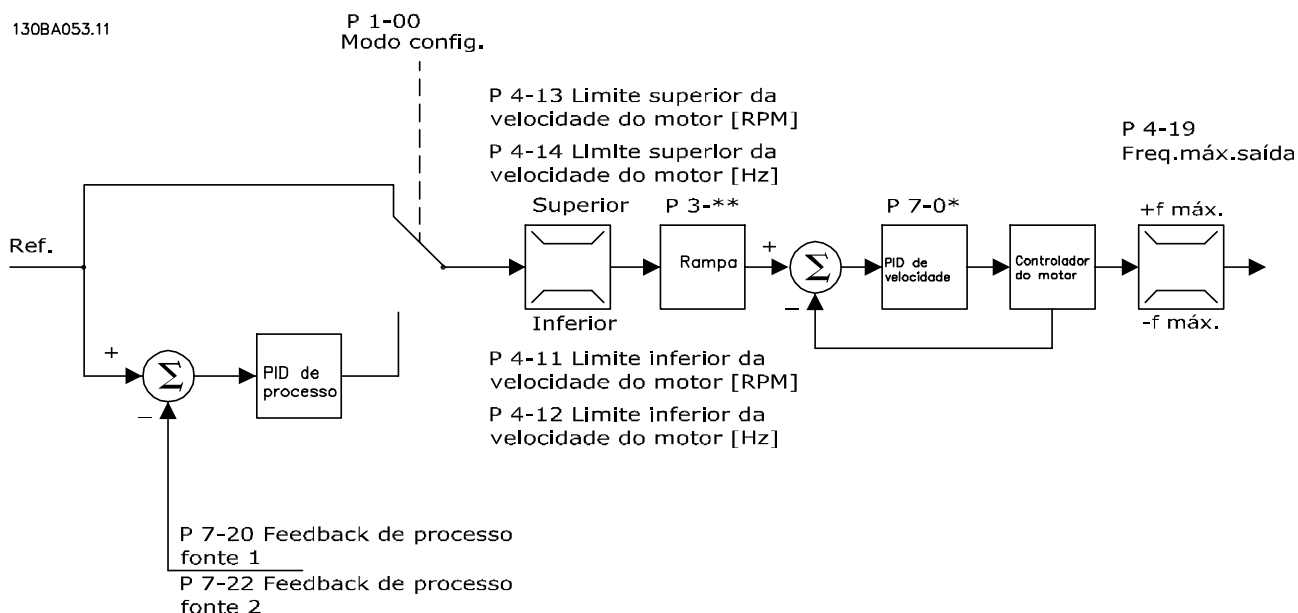 130BA053.11
P 1-00
Modo config.
P 4-13 Limite superior da
velocidade do motor [RPM]
P 4-14 Limite superior da
velocidade do motor [Hz]
P 4-19
Freq.máx.saída
Superior
P 3-**
P 7-0*
+f máx.
Ref.
+
Σ
Rampa
PID de
velocidade
Controlador
do motor
−
Inferior
-f máx.
+
Σ
PID de
processo
−
P 4-11 Limite inferior da
velocidade do motor [RPM]
P 4-12 Limite inferior da
velocidade do motor [Hz]
P 7-20 Feedback de processo
fonte 1
P 7-22 Feedback de processo
fonte 2